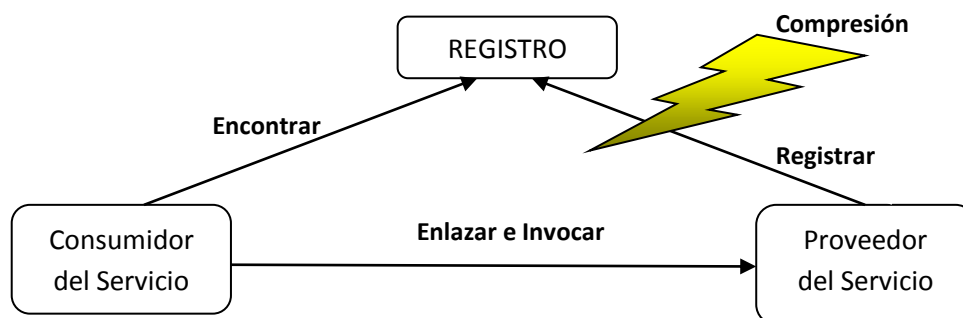 Compresión
REGISTRO
Encontrar
Registrar
Consumidor
del Servicio
Enlazar e Invocar
Proveedor
del Servicio